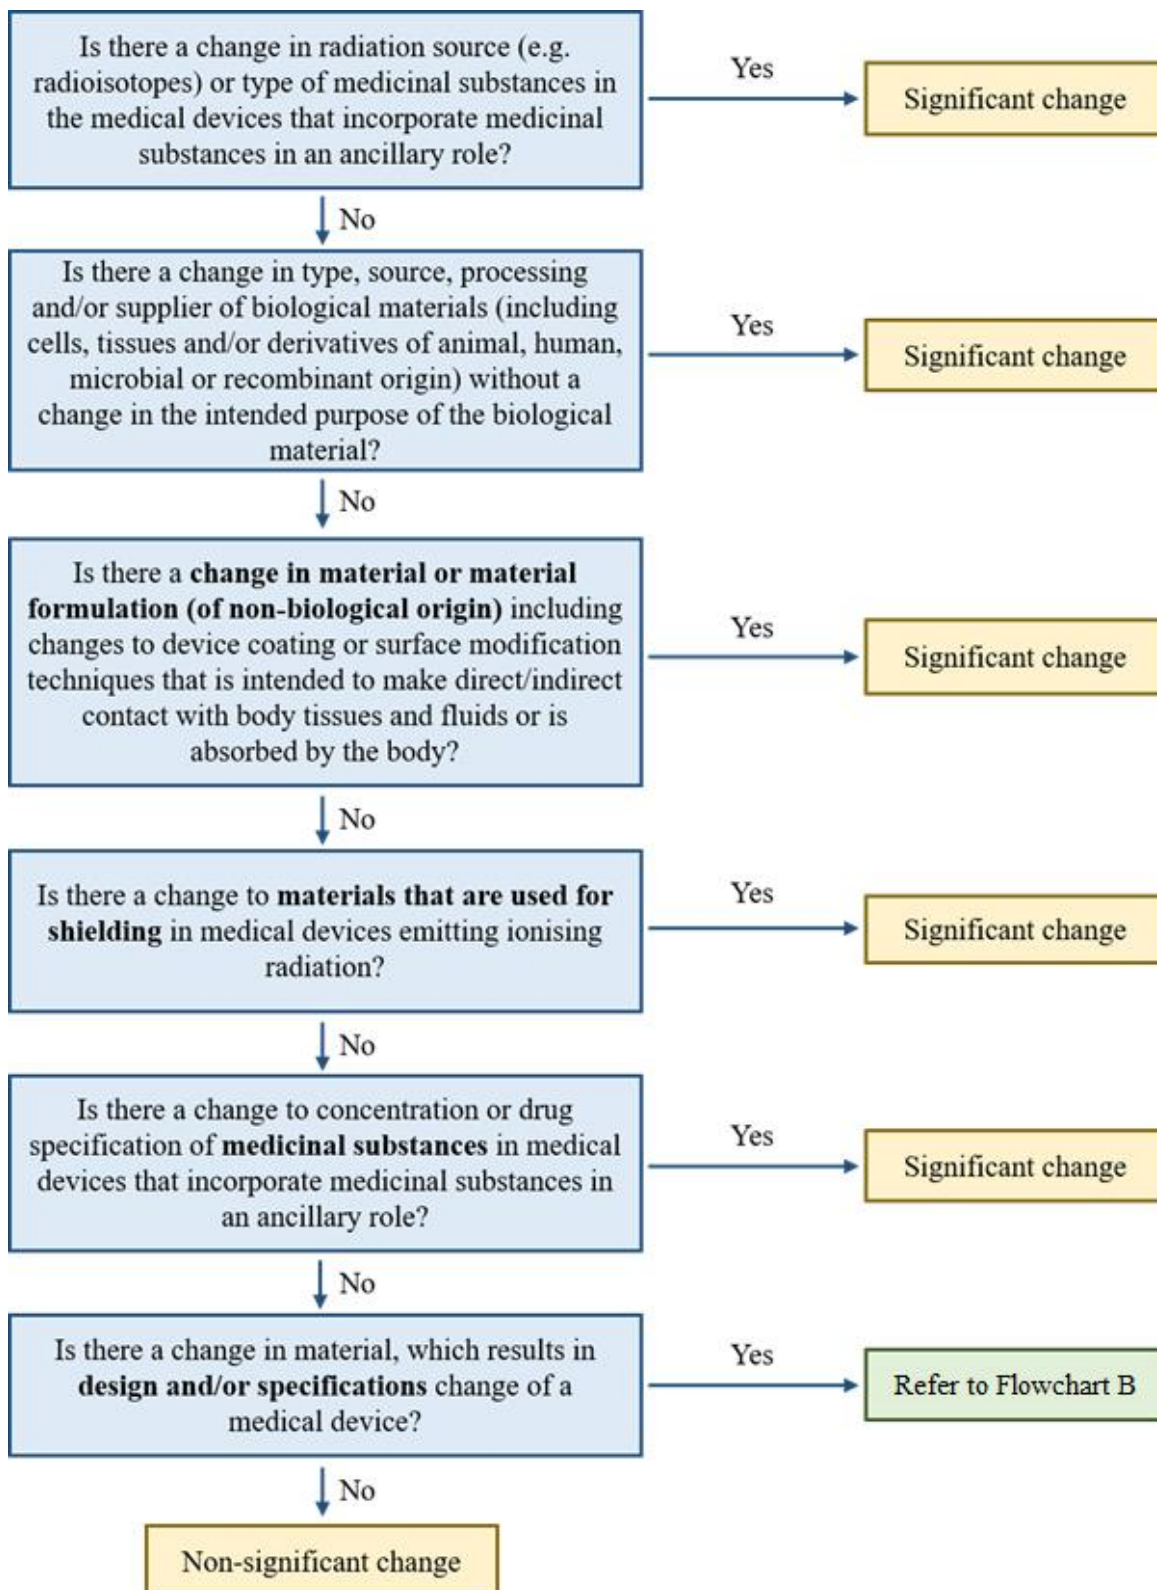 Is there a change in radiation source (e.g.
radioisotopes) or type of medicinal substances in
the medical devices that incorporate medicinal
substances in an ancillary role?
Yes
Significant change
No
Is there a change in type, source, processing
and/or supplier of biological materials (including
cells, tissues and/or derivatives of animal, human,
microbial or recombinant origin) without a
change in the intended purpose of the biological
material?
Yes
Significant change
No
Is there a change in material or material
formulation (of non-biological origin) including
changes to device coating or surface modification
techniques that is intended to make direct/indirect
contact with body tissues and fluids or is
absorbed by the body?
Yes
Significant change
No
Is there a change to materials that are used for
shielding in medical devices emitting ionising
radiation?
Yes
Significant change
No
Is there a change to concentration or drug
specification of medicinal substances in medical
devices that incorporate medicinal substances in
an ancillary role?
Yes
Significant change
No
Is there a change in material, which results in
design and/or specifications change of a
medical device?
Yes
Refer to Flowchart B
No
Non-significant change